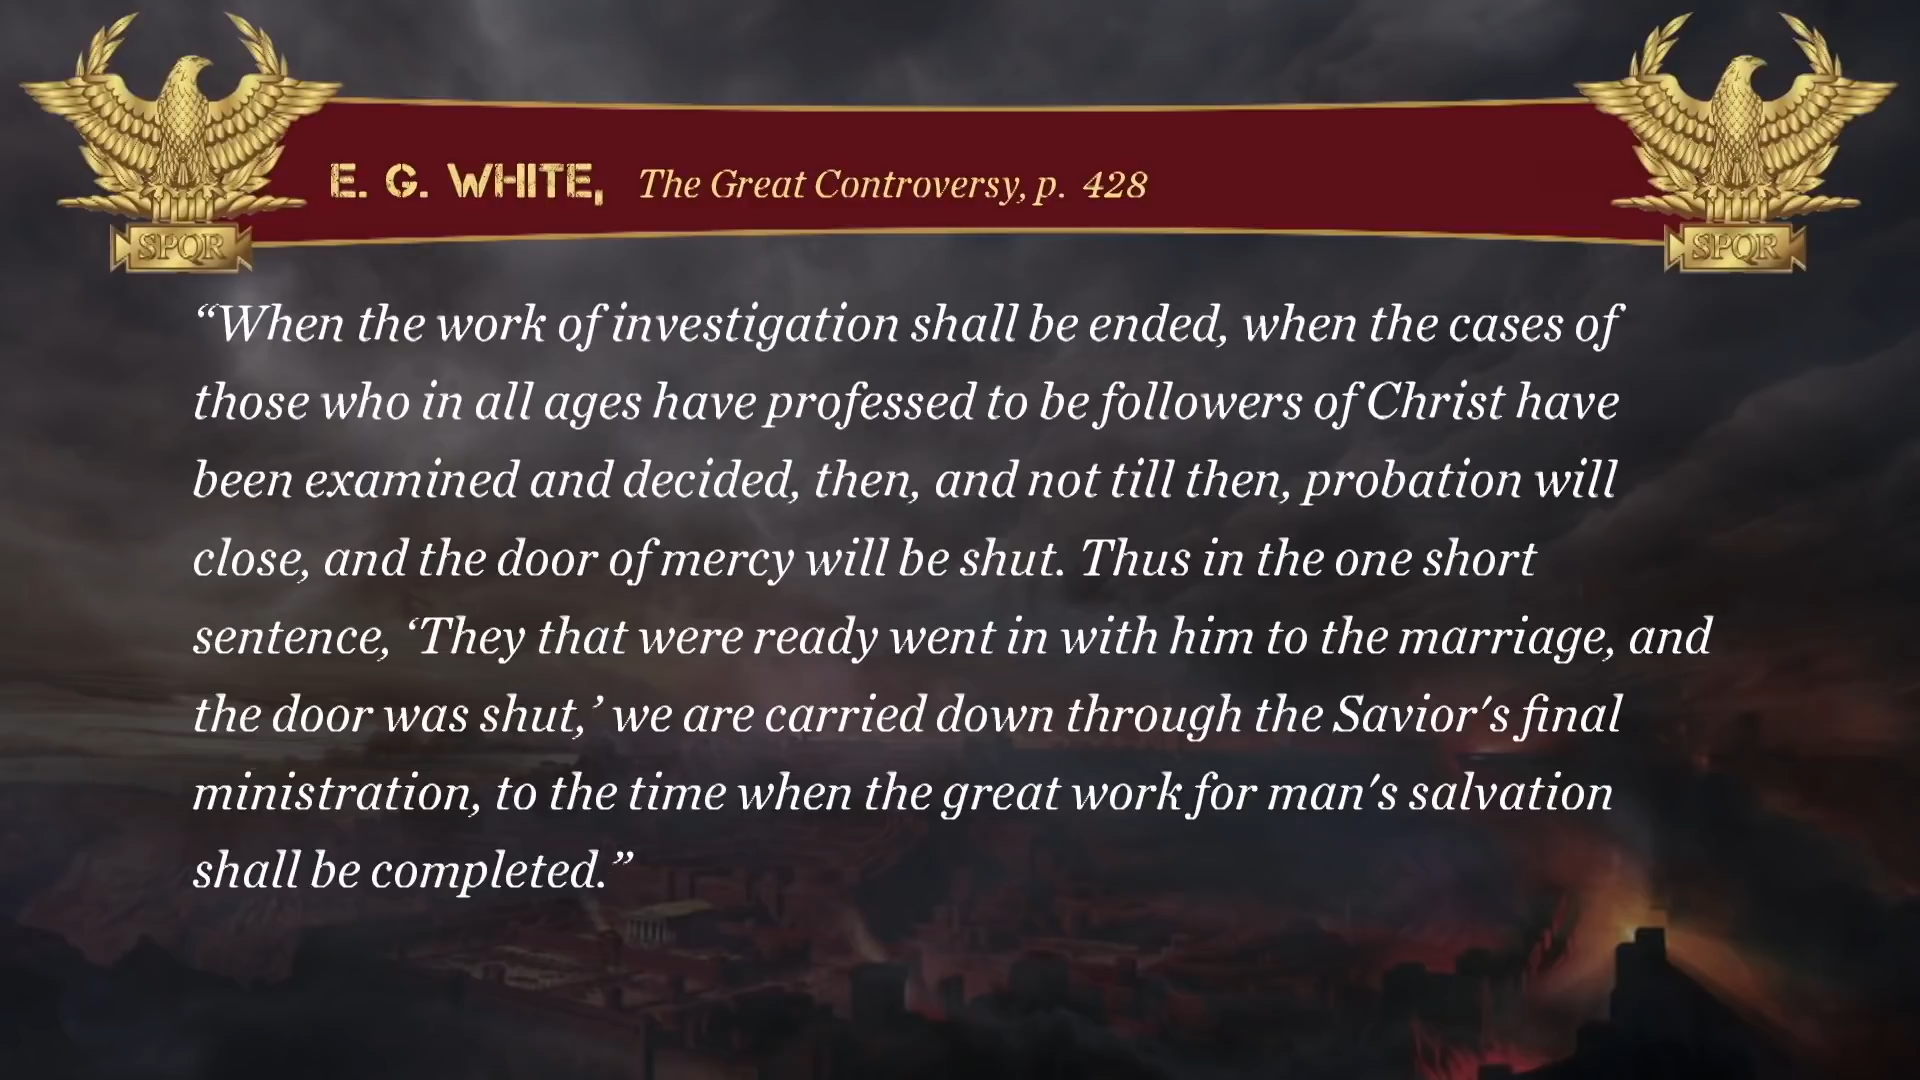 SPQR
SPQR
E. G. WHITE, The Great Controversy, p. 428
“When the work of investigation shall be ended, when the cases of
those who in all ages have professed to be followers of Christ have
been examined and decided, then, and not till then, probation will
close, and the door of mercy will be shut. Thus in the one short
sentence, ‘They that were ready went in with him to the marriage, and
the door was shut,’ we are carried down through the Savior's final
ministration, to the time when the great work for man's salvation
shall be completed.”